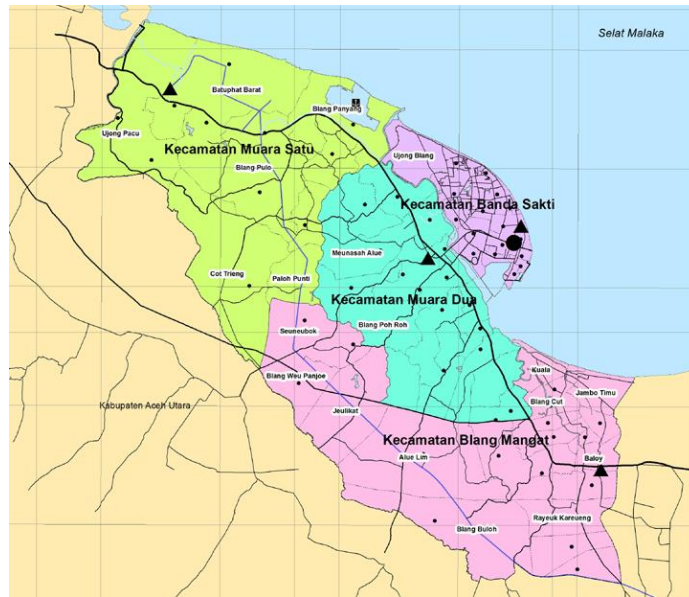 Selat Malaka
Batuphat Barat
Blang Panyang
Ujong Pacu
Kecamatan Muara Satu
Ujong Blang
Blang Pulo
Kecamatan Banda Sakti
Meunasah Alue
Cot Trieng
Paloh Punti
Kecamatan Muara Dua
Seuneubok
Blang Poh Roh
Kuala
Blang Weu Panjoe
Jambo Timu
Blang Cut
Kabupaten Aceh Utara
Jeulikat
Kecamatan Blang Mangat
Alue Lim
Baloy
Rayeuk Kareueng
Blang Buloh